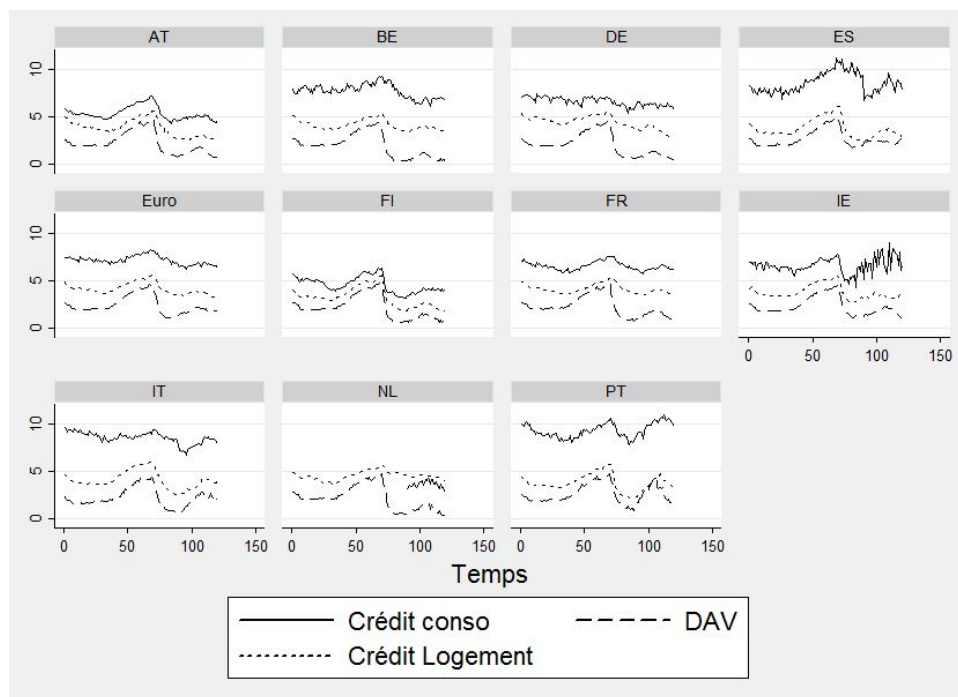 AT BE DE ES
10
5
0
Euro FI FR IE
10
5
0
0 50 100 150
IT NL PT
10
5
0
0 50 100 150 0 50 100 150 0 50 100 150
Temps
Crédit conso DAV
Crédit Logement